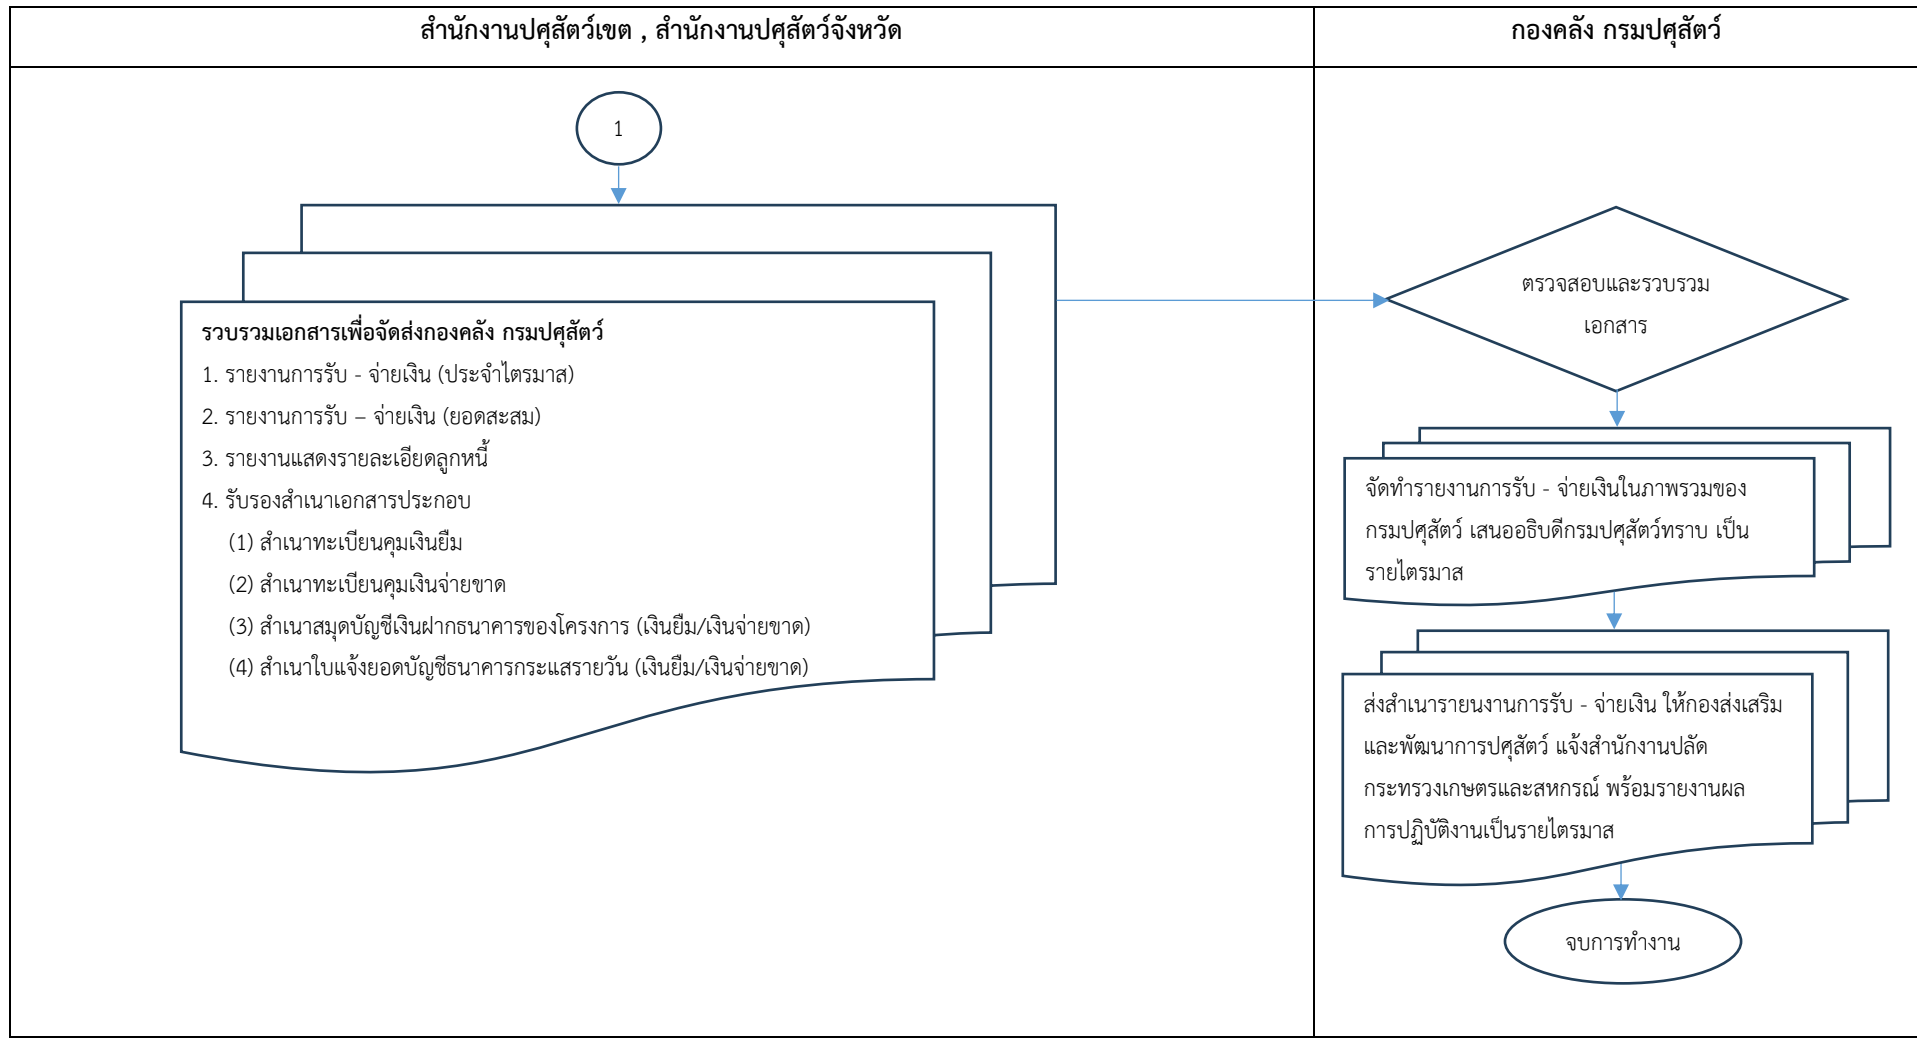 สำนักงานปศุสัตว์เขต , สำนักงานปศุสัตว์จังหวัด
กองคลัง กรมปศุสัตว์
1
รวบรวมเอกสารเพื่อจัดส่งกองคลัง กรมปศุสัตว์
1. รายงานการรับ - จ่ายเงิน (ประจำไตรมาส)
2. รายงานการรับ – จ่ายเงิน (ยอดสะสม)
3. รายงานแสดงรายละเอียดลูกหนี้
4. รับรองสำเนาเอกสารประกอบ
(1) สำเนาทะเบียนคุมเงินยืม
(2) สำเนาทะเบียนคุมเงินจ่ายขาด
(3) สำเนาสมุดบัญชีเงินฝากธนาคารของโครงการ (เงินยืม/เงินจ่ายขาด)
(4) สำเนาใบแจ้งยอดบัญชีธนาคารกระแสรายวัน (เงินยืม/เงินจ่ายขาด)
ตรวจสอบและรวบรวม
เอกสาร
จัดทำรายงานการรับ - จ่ายเงินในภาพรวมของ
กรมปศุสัตว์ เสนออธิบดีกรมปศุสัตว์ทราบ เป็น
รายไตรมาส
ส่งสำเนารายนงานการรับ - จ่ายเงิน ให้กองส่งเสริม
และพัฒนาการปศุสัตว์ แจ้งสำนักงานปลัด
กระทรวงเกษตรและสหกรณ์ พร้อมรายงานผล
การปฏิบัติงานเป็นรายไตรมาส
จบการทำงาน